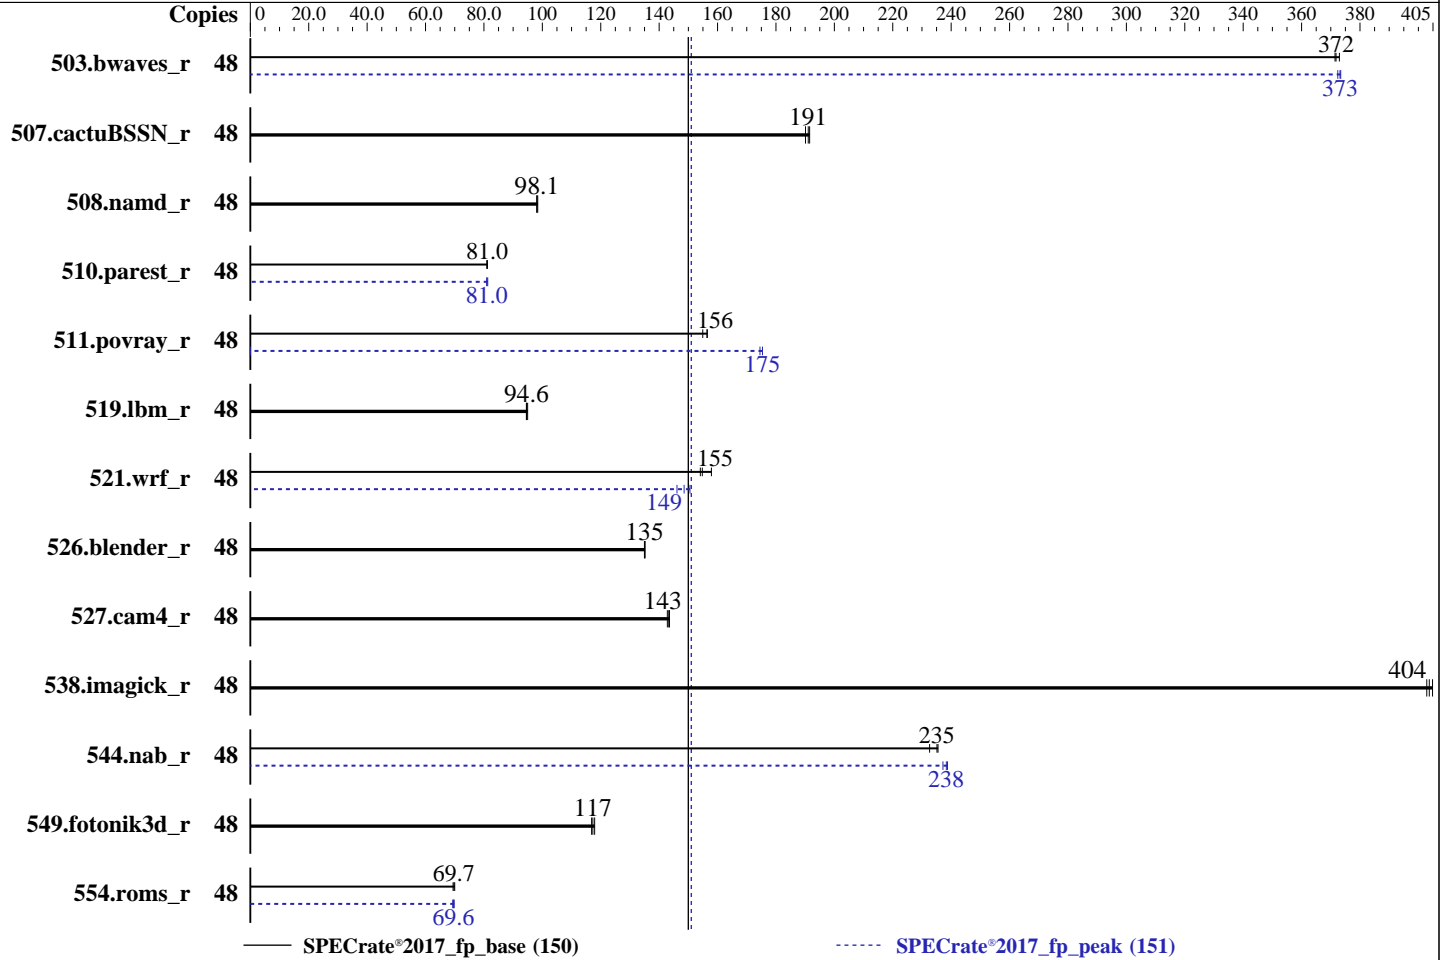 Copies 0 20.0 40.0 60.0 80.0 100 120 140 160 180 200 220 240 260 280 300 320 340 360 380 405
372
503.bwaves_r 48
373
191
507.cactuBSSN_r 48
98.1
508.namd_r 48
81.0
510.parest_r 48
81.0
156
511.povray_r 48
175
94.6
519.lbm_r 48
155
521.wrf_r 48
149
135
526.blender_r 48
143
527.cam4_r 48
404
538.imagick_r 48
235
544.nab_r 48
238
117
549.fotonik3d_r 48
69.7
554.roms_r 48
69.6
SPECrate®2017_fp_base (150) SPECrate®2017_fp_peak (151)